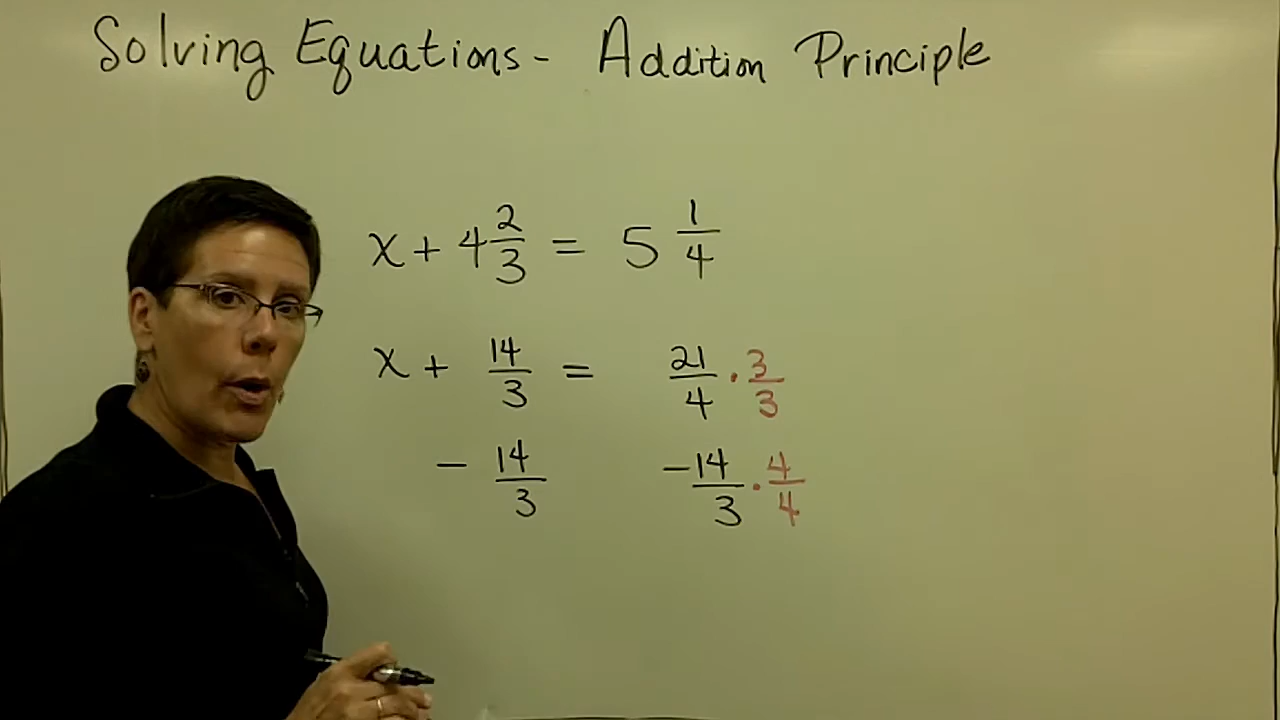 Solving Equations - Addition Principle
x + 4 2/3 = 5 1/4
x + 14/3 = 21/4 · 3/3
- 14/3 -14/3 · 4/4